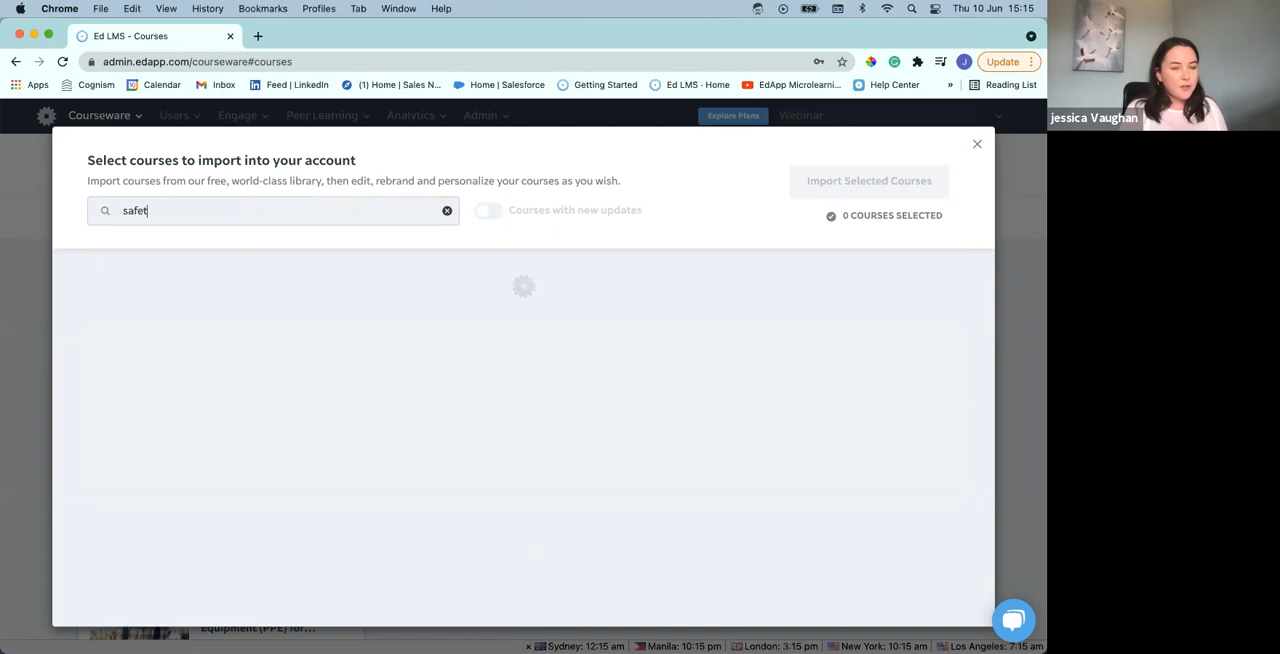 Chrome File Edit View History Bookmarks Profiles Tab Window Help Thu 10 Jun 15:15
Ed LMS - Courses
admin.edapp.com/courseware#courses
Update
Apps Cognism Calendar Inbox Feed | LinkedIn (1) Home | Sales N... Home | Salesforce Getting Started Ed LMS - Home EdApp Microlearni... Help Center » Reading List
Courseware Users Engage Peer Learning Analytics Admin Explore Plans Webinar
jessica Vaughan
Select courses to import into your account
Import courses from our free, world-class library, then edit, rebrand and personalize your courses as you wish.
Import Selected Courses
safet
Courses with new updates
0 COURSES SELECTED
Equipment (PPE) for...
× Sydney: 12:15 am | Manila: 10:15 pm | London: 3:15 pm | New York: 10:15 am | Los Angeles: 7:15 am